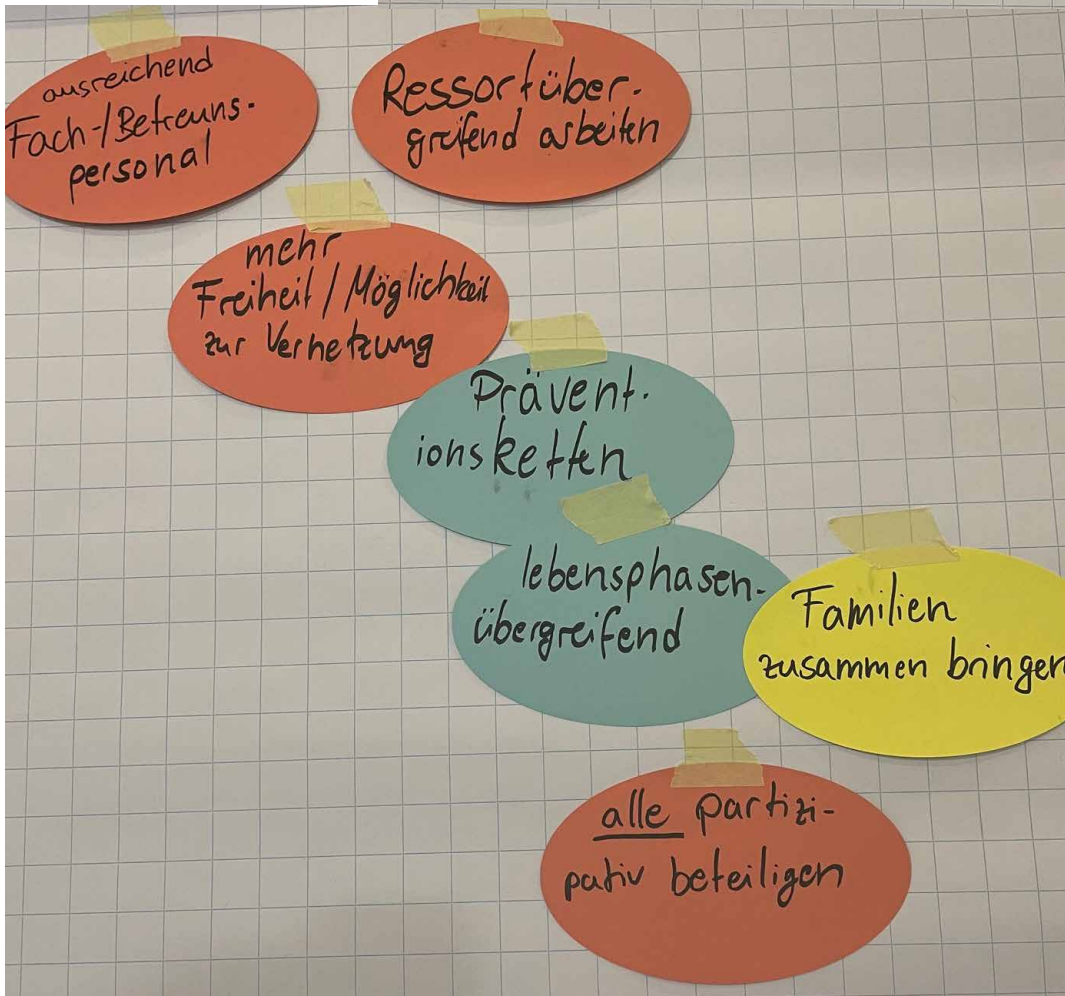 ausreichend
Fach-/Betreuns-
personal
Ressortüber-
greifend arbeiten
mehr
Freiheit / Möglichkeit
zur Vernetzung
Prävent-
ionsketten
lebensphasen-
übergreifend
Familien
zusammen bringen
alle partizi-
pativ beteiligen